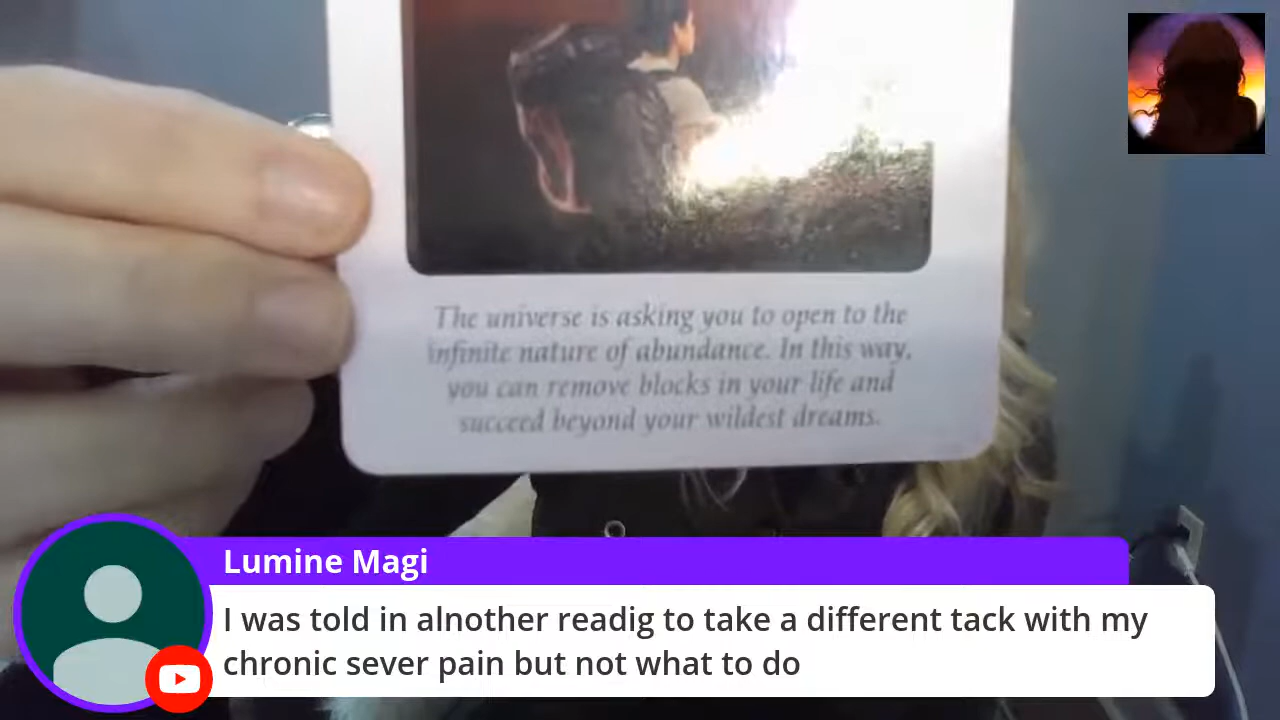 The universe is asking you to open to the
infinite nature of abundance. In this way,
you can remove blocks in your life and
succeed beyond your wildest dreams.
Lumine Magi
I was told in alnother readig to take a different tack with my
chronic sever pain but not what to do